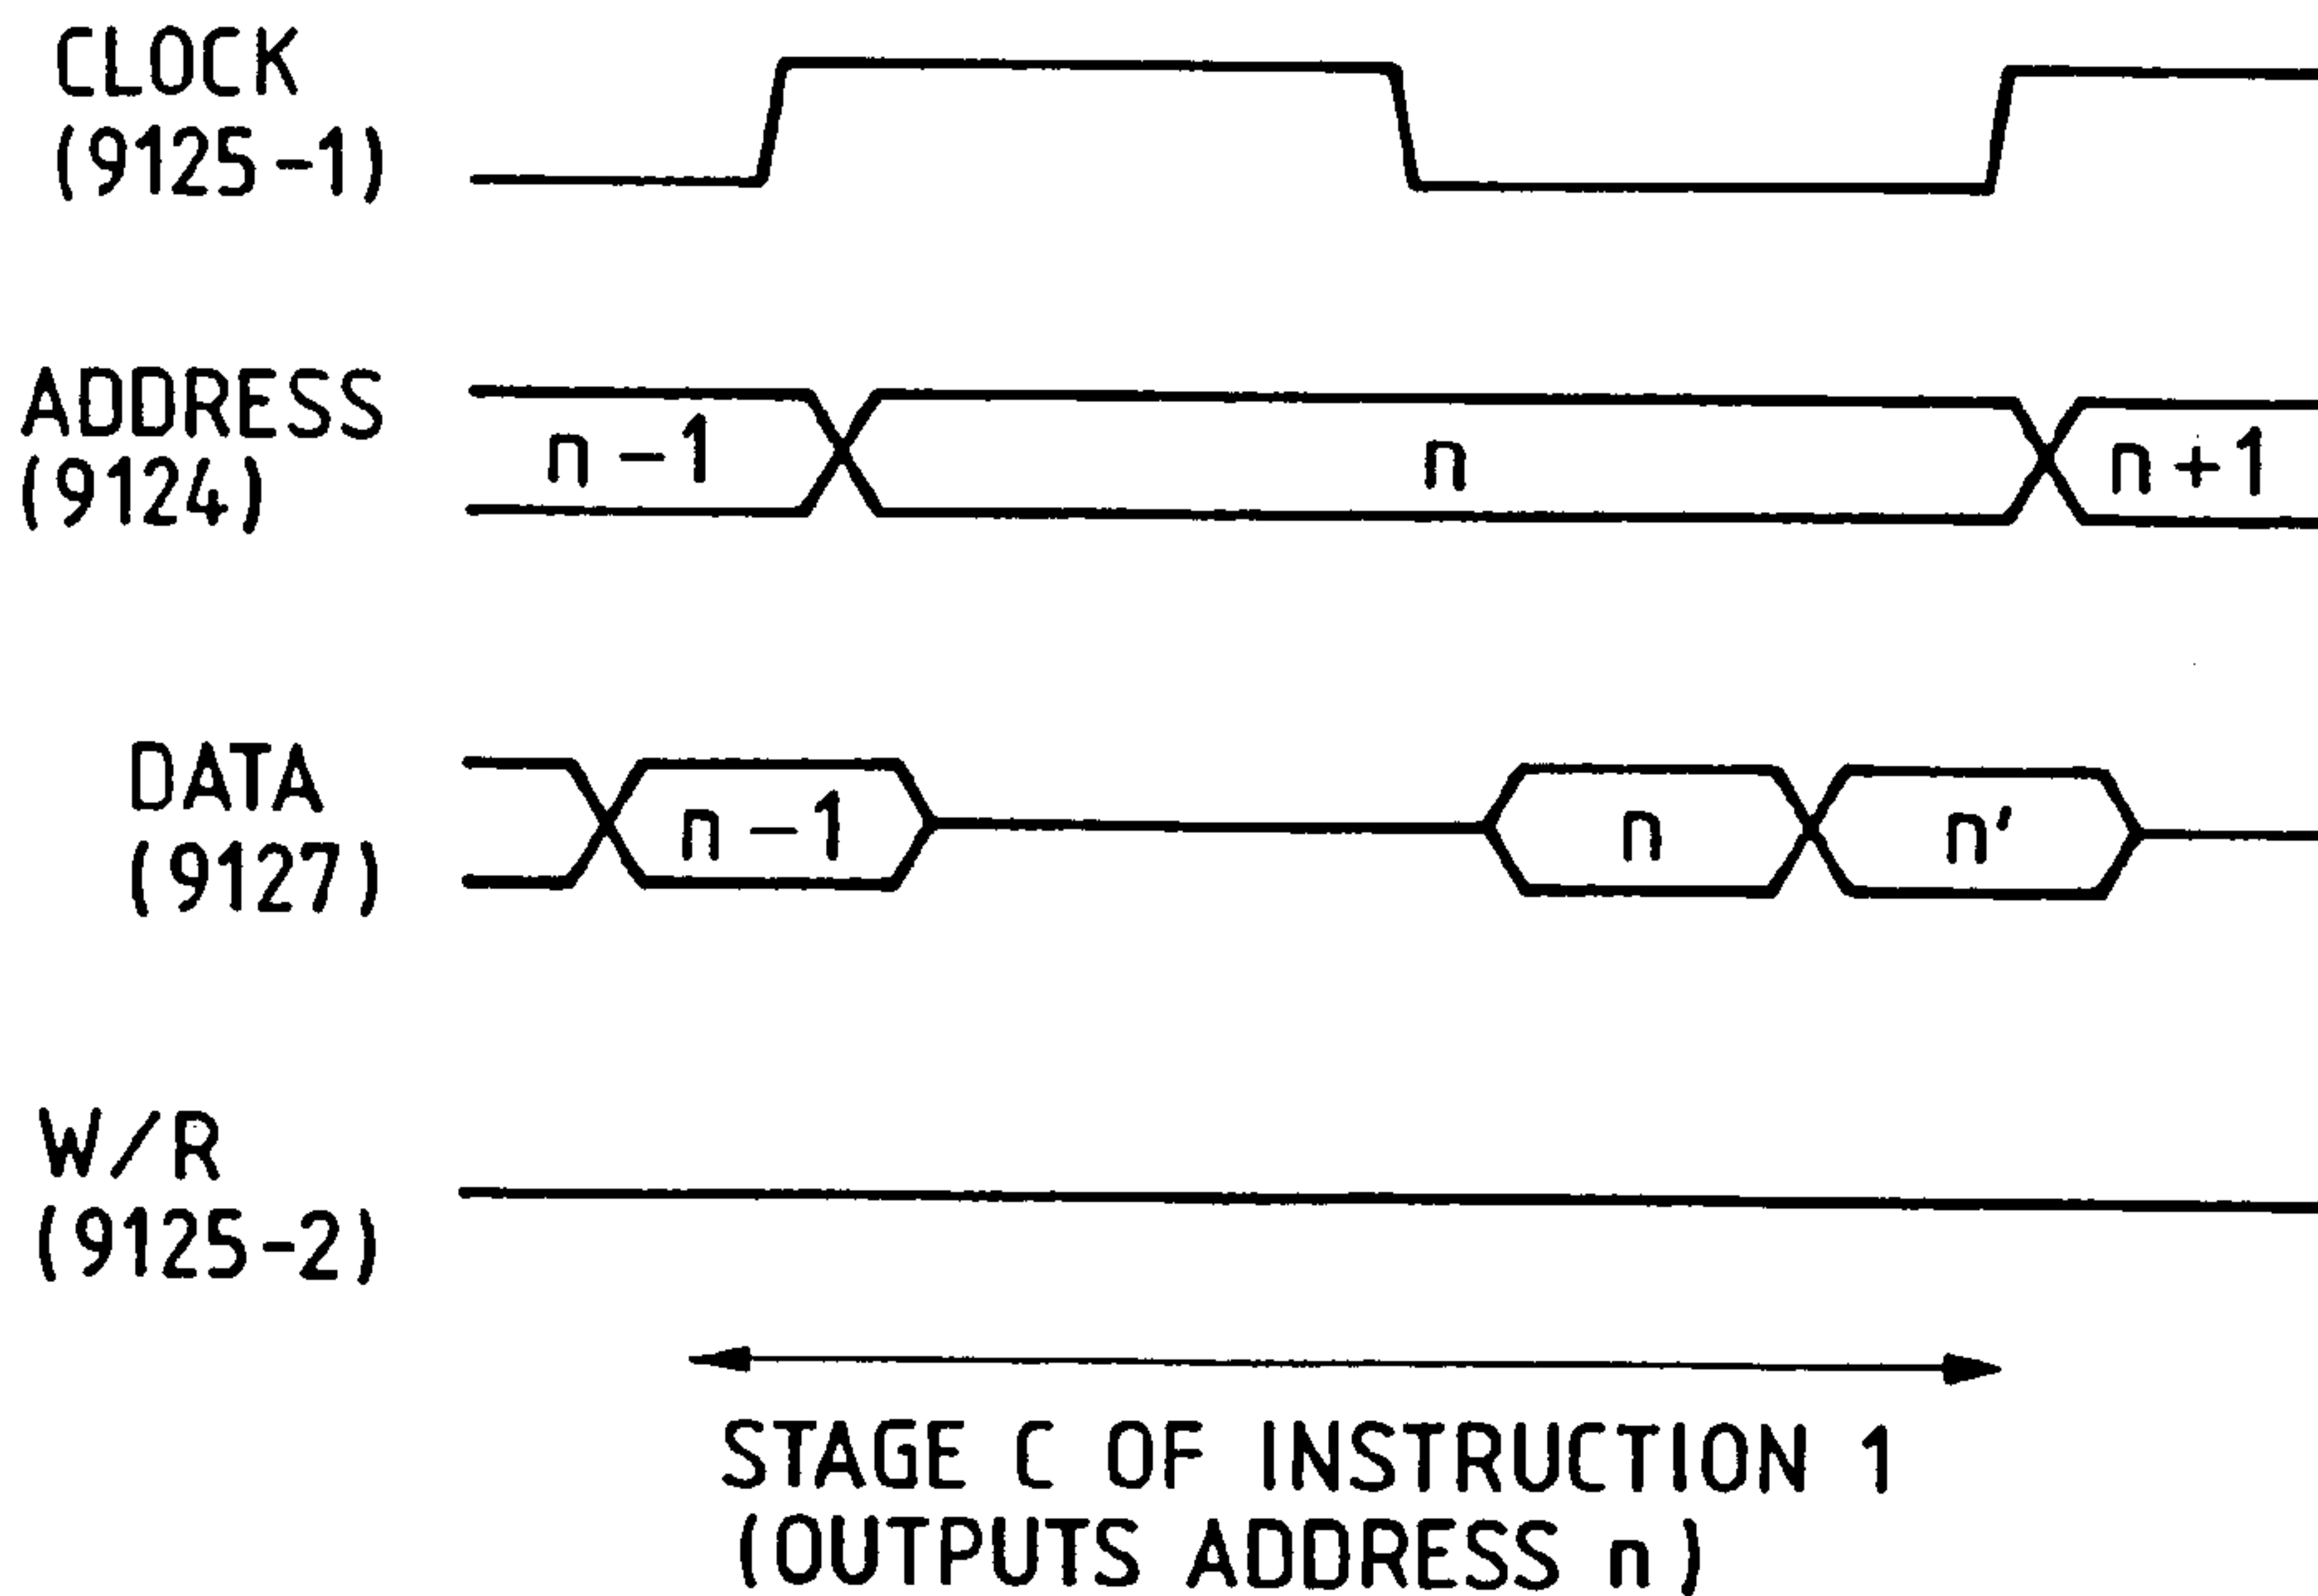 CLOCK
(9125-1)
ADDRESS
(9124)
n-1
n
n+1
DATA
(9127)
n-1
n
n'
W/R
(9125-2)
STAGE C OF INSTRUCTION 1
(OUTPUTS ADDRESS n)